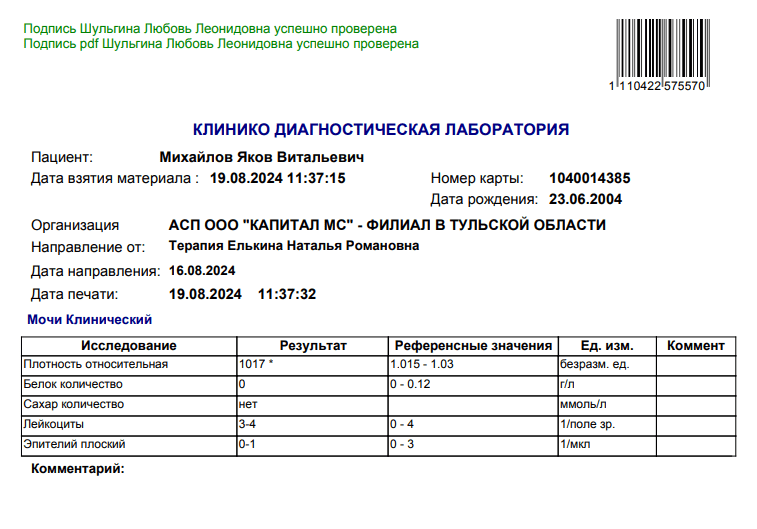 Подпись Шульгина Любовь Леонидовна успешно проверена
Подпись pdf Шульгина Любовь Леонидовна успешно проверена
1 110422 575570
КЛИНИКО ДИАГНОСТИЧЕСКАЯ ЛАБОРАТОРИЯ
Пациент: Михайлов Яков Витальевич
Дата взятия материала : 19.08.2024 11:37:15 Номер карты: 1040014385
Дата рождения: 23.06.2004
Организация АСП ООО "КАПИТАЛ МС" - ФИЛИАЛ В ТУЛЬСКОЙ ОБЛАСТИ
Направление от: Терапия Елькина Наталья Романовна
Дата направления: 16.08.2024
Дата печати: 19.08.2024 11:37:32
Мочи Клинический
Исследование Результат Референсные значения Ед. изм. Коммент
Плотность относительная 1017 * 1.015 - 1.03 безразм. ед.
Белок количество 0 0 - 0.12 г/л
Сахар количество нет ммоль/л
Лейкоциты 3-4 0 - 4 1/поле зр.
Эпителий плоский 0-1 0 - 3 1/мкл
Комментарий: